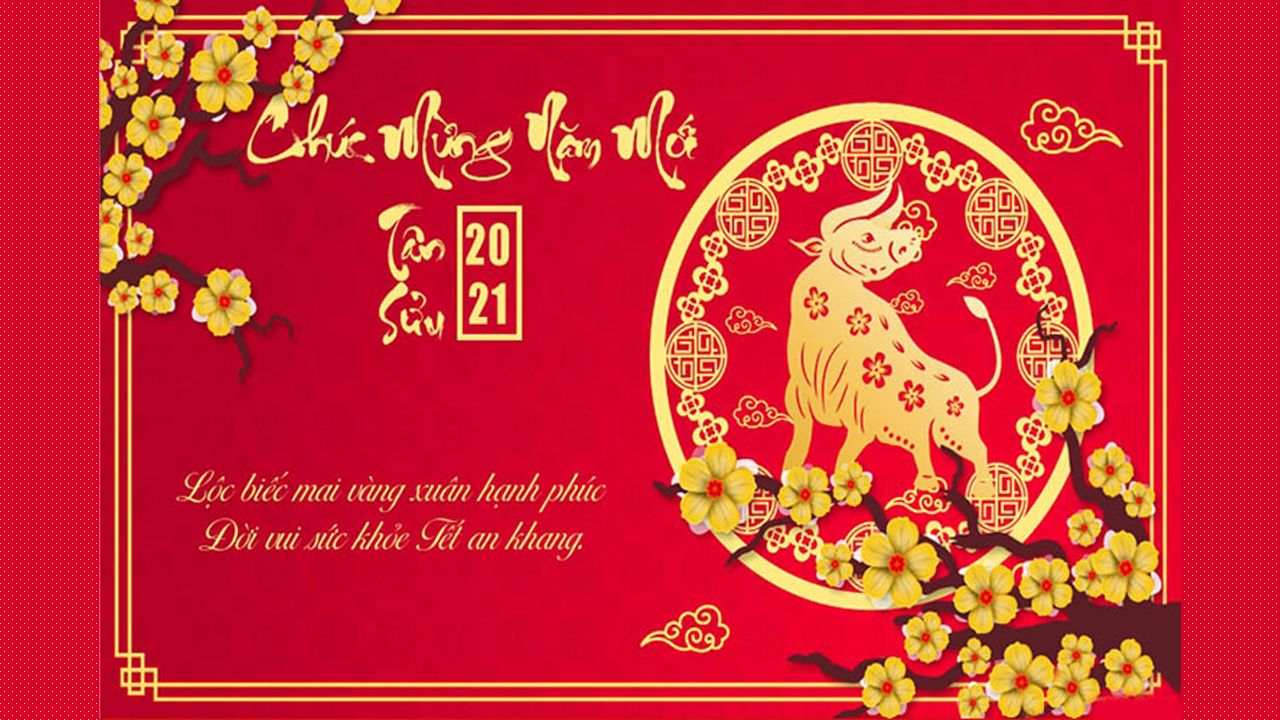 Chúc Mừng Năm Mới
Tân
Sửu
20
21
Lộc biếc mai vàng xuân hạnh phúc
Đời vui sức khỏe Tết an khang.